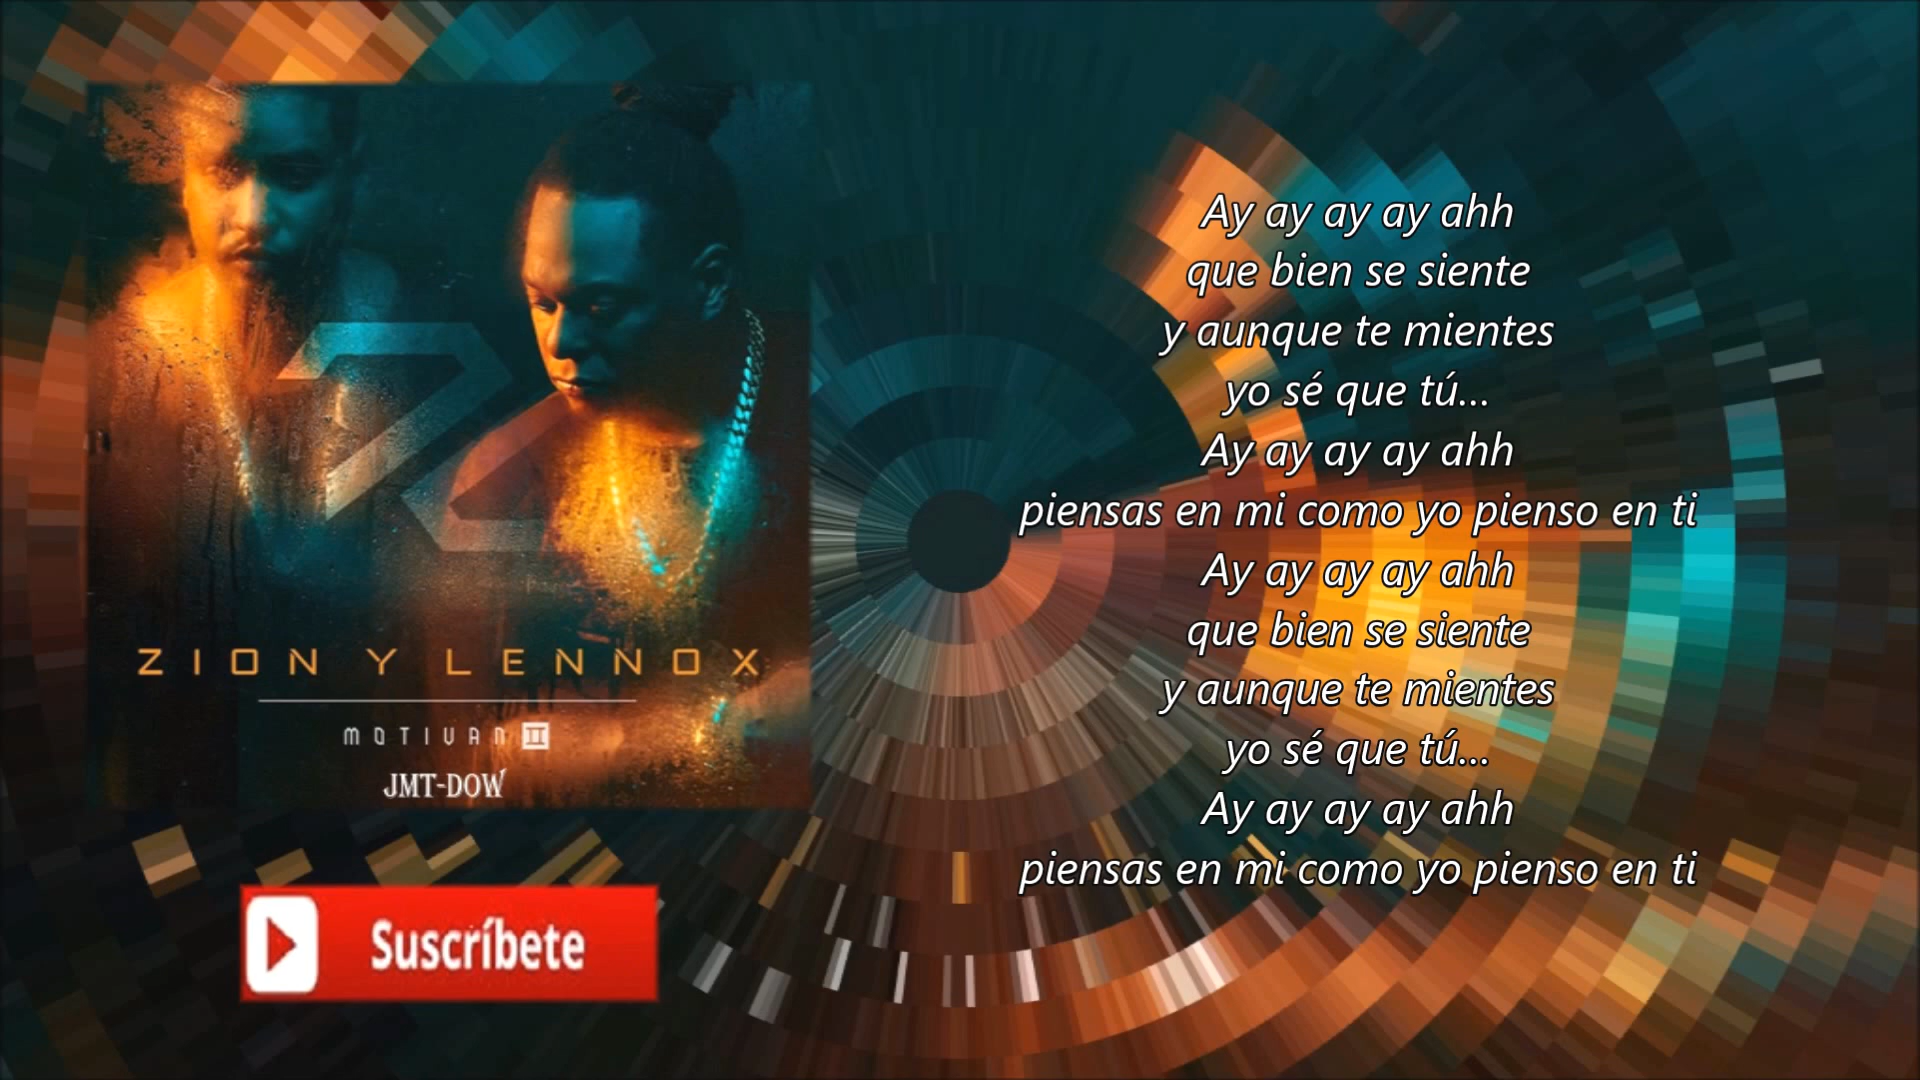 ZION Y LENNOX
MOTIVAN II
JMT-DOW
Suscríbete
Ay ay ay ay ahh
que bien se siente
y aunque te mientes
yo sé que tú...
Ay ay ay ay ahh
piensas en mi como yo pienso en ti
Ay ay ay ay ahh
que bien se siente
y aunque te mientes
yo sé que tú...
Ay ay ay ay ahh
piensas en mi como yo pienso en ti